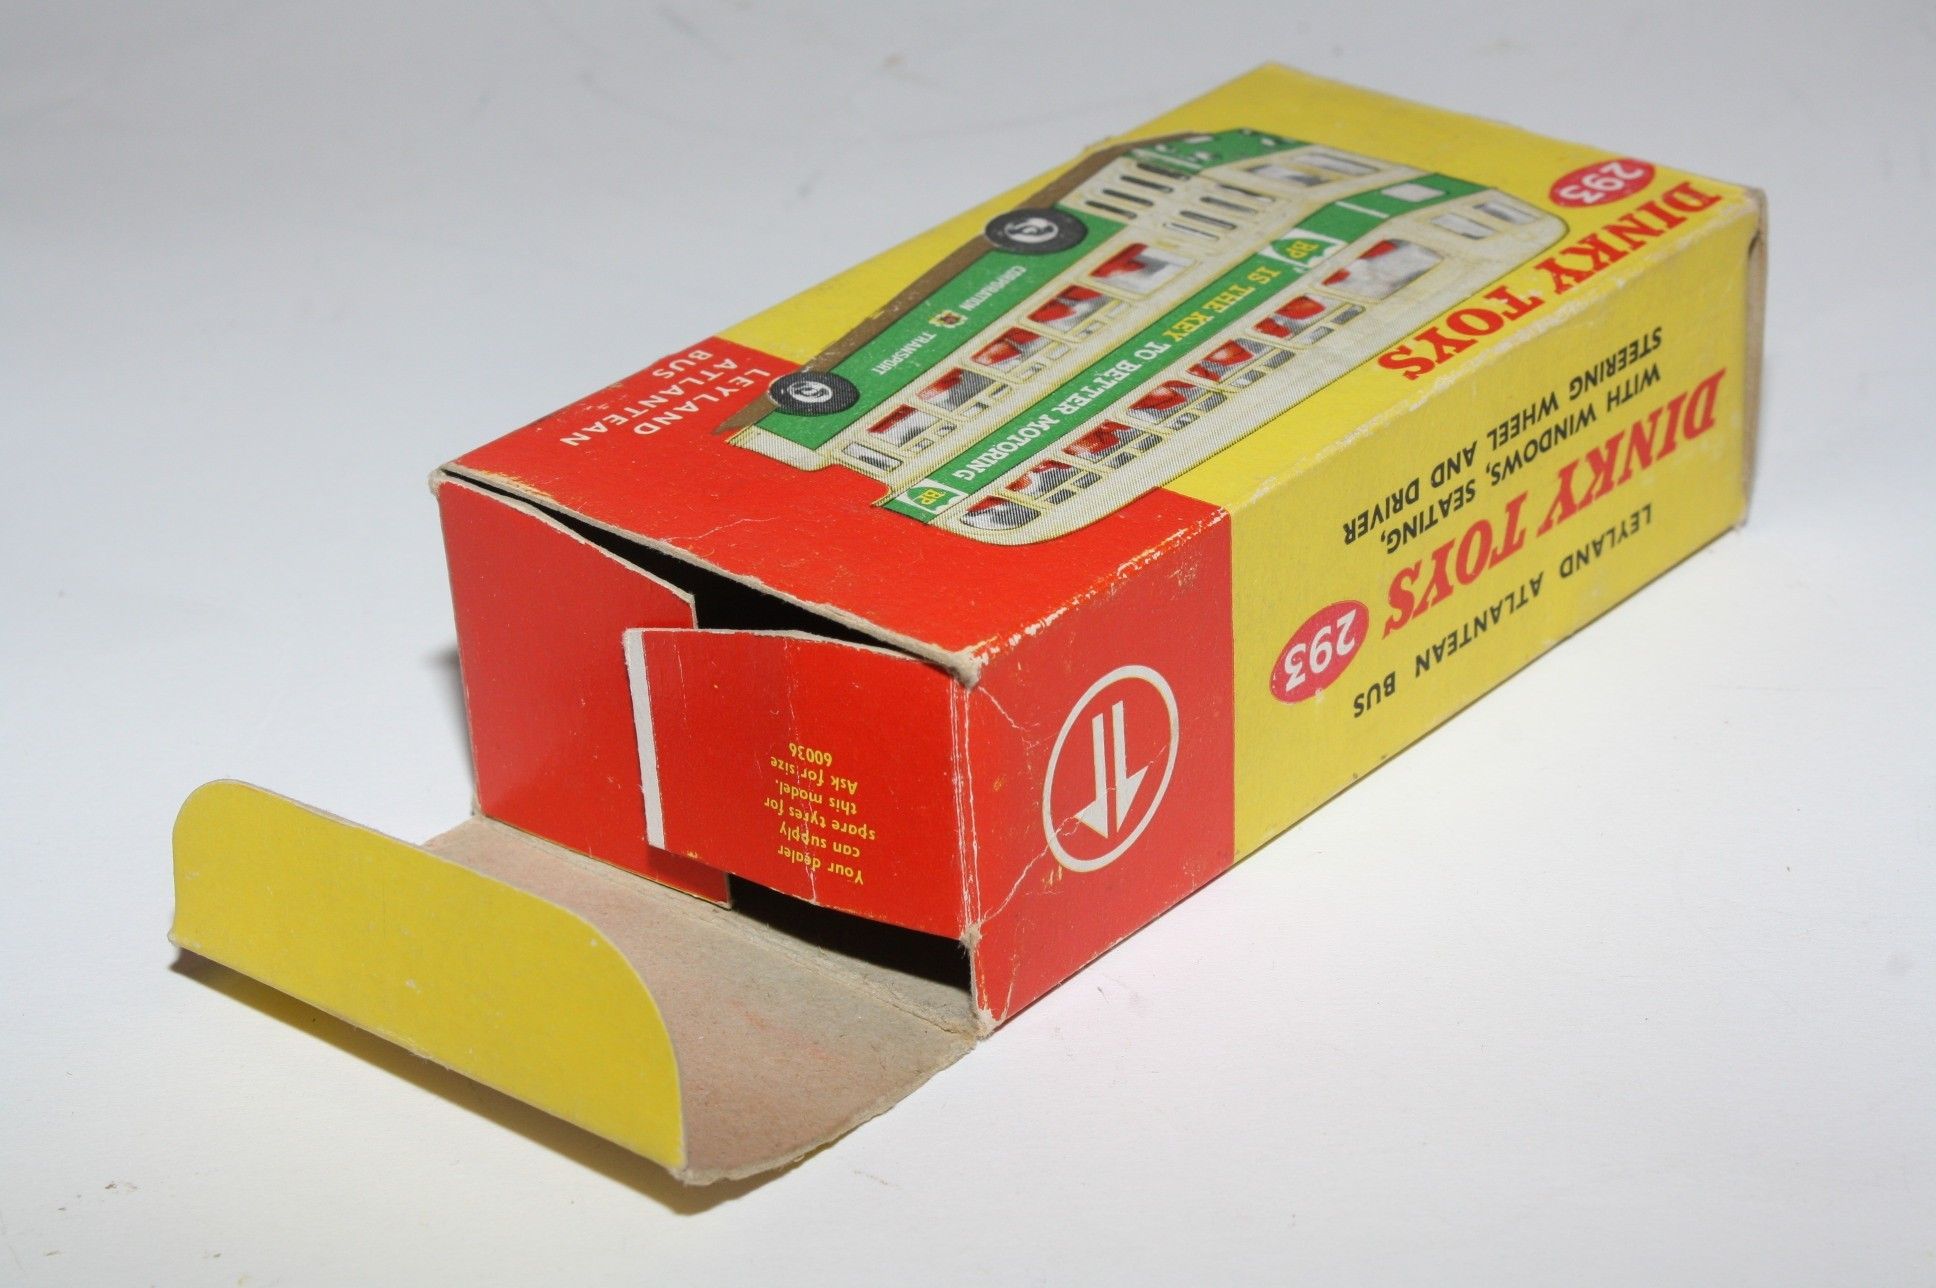 293
DINKY TOYS
BP IS THE KEY TO BETTER MOTORING BP
CORPORATION TRANSPORT
LEYLAND
ATLANTEAN
BUS
LEYLAND ATLANTEAN BUS
293 DINKY TOYS
WITH WINDOWS, SEATING,
STEERING WHEEL AND DRIVER
Your dealer
can supply
spare tyres for
this model.
Ask for size
60036